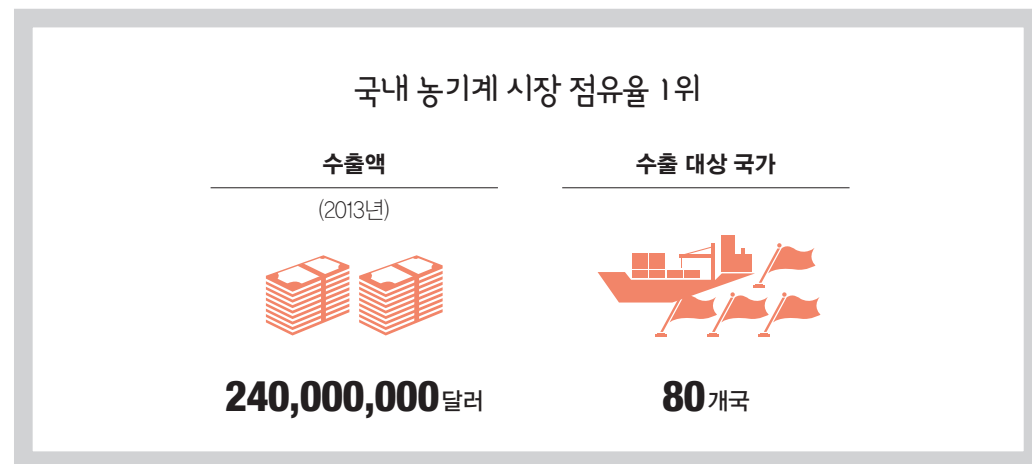 국내 농기계 시장 점유율 1위
수출액
(2013년)
240,000,000달러
수출 대상 국가
80개국